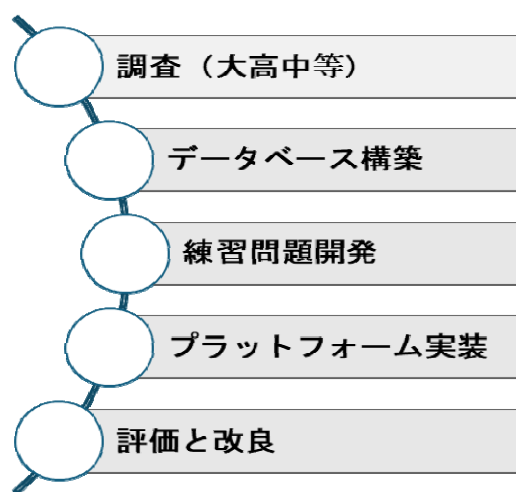 調査（大高中等）
データベース構築
練習問題開発
プラットフォーム実装
評価と改良